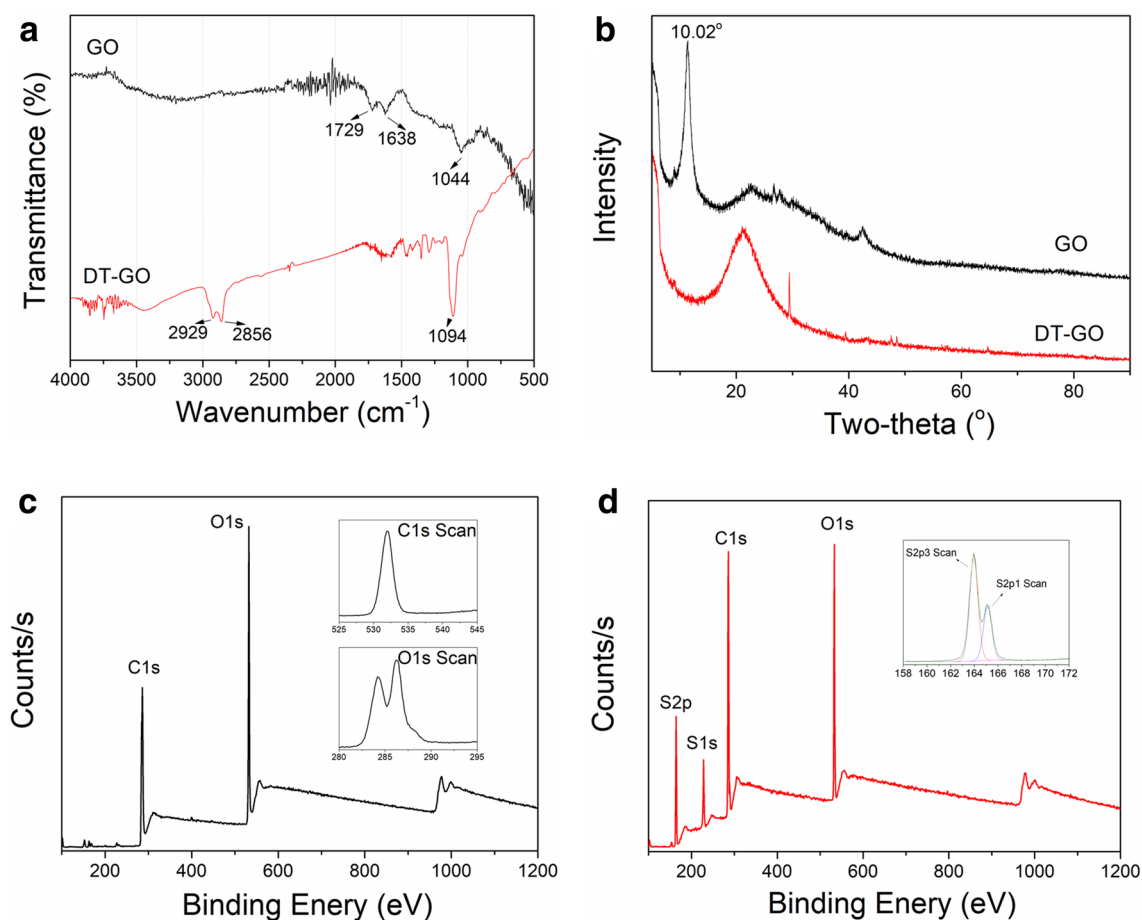 a
GO
1729
1638
1044
DT-GO
2929
2856
1094
Transmittance (%)
4000 3500 3000 2500 2000 1500 1000 500
Wavenumber (cm-1)
b
10.02o
GO
DT-GO
Intensity
20 40 60 80
Two-theta (o)
c
O1s
C1s
C1s Scan
525 530 535 540 545
O1s Scan
280 285 290 295
Counts/s
200 400 600 800 1000 1200
Binding Enery (eV)
d
C1s
O1s
S2p
S1s
S2p3 Scan
S2p1 Scan
158 160 162 164 165 166 168 170 172
Counts/s
200 400 600 800 1000 1200
Binding Enery (eV)